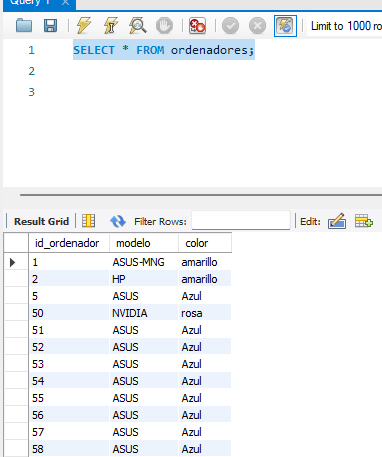 Query 1
Limit to 1000 ro
1 SELECT * FROM ordenadores;
2
3
Result Grid Filter Rows: Edit:
id_ordenador modelo color
1 ASUS-MNG amarillo
2 HP amarillo
5 ASUS Azul
50 NVIDIA rosa
51 ASUS Azul
52 ASUS Azul
53 ASUS Azul
54 ASUS Azul
55 ASUS Azul
56 ASUS Azul
57 ASUS Azul
58 ASUS Azul